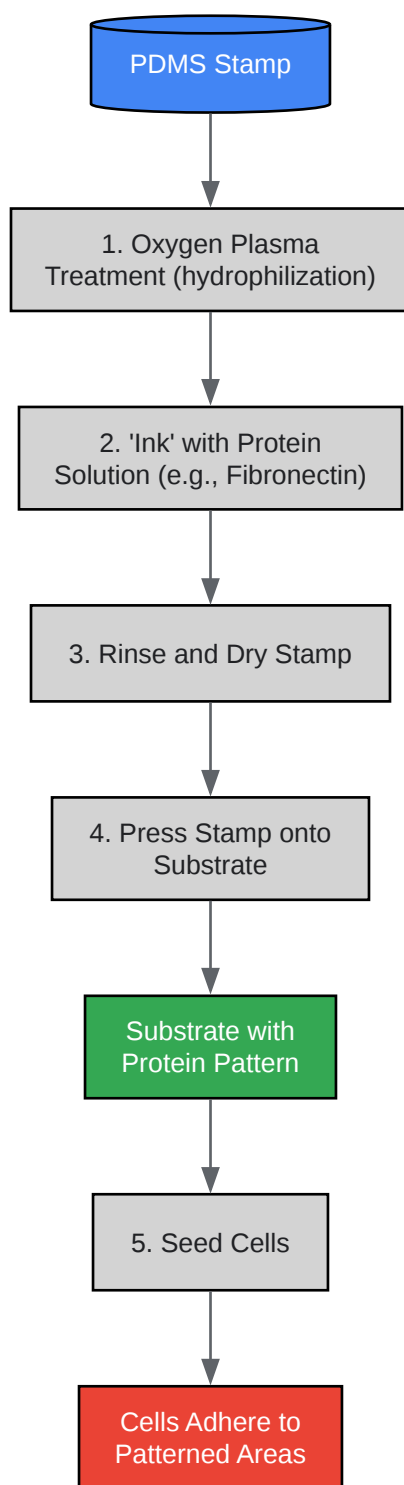 PDMS Stamp
1. Oxygen Plasma
Treatment (hydrophilization)
2. 'Ink' with Protein
Solution (e.g., Fibronectin)
3. Rinse and Dry Stamp
4. Press Stamp onto
Substrate
Substrate with
Protein Pattern
5. Seed Cells
Cells Adhere to
Patterned Areas